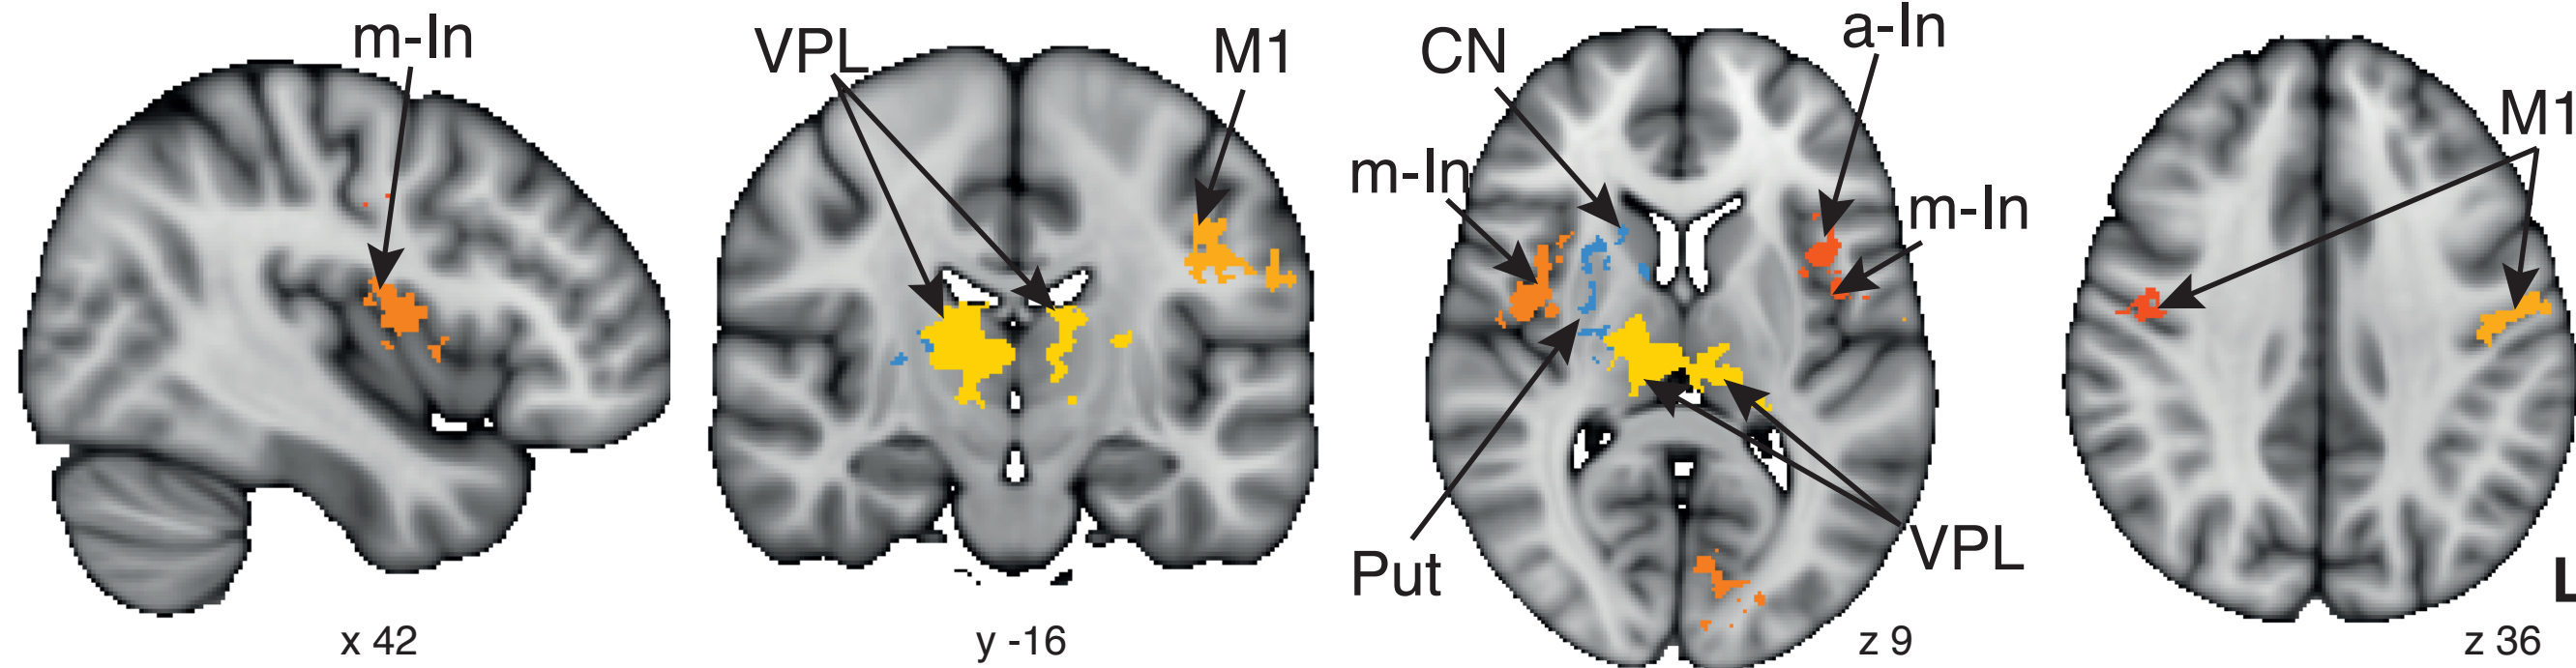 m-In
VPL
M1
CN
a-In
m-In
m-In
M1
Put
VPL
L
x 42
y -16
z 9
z 36